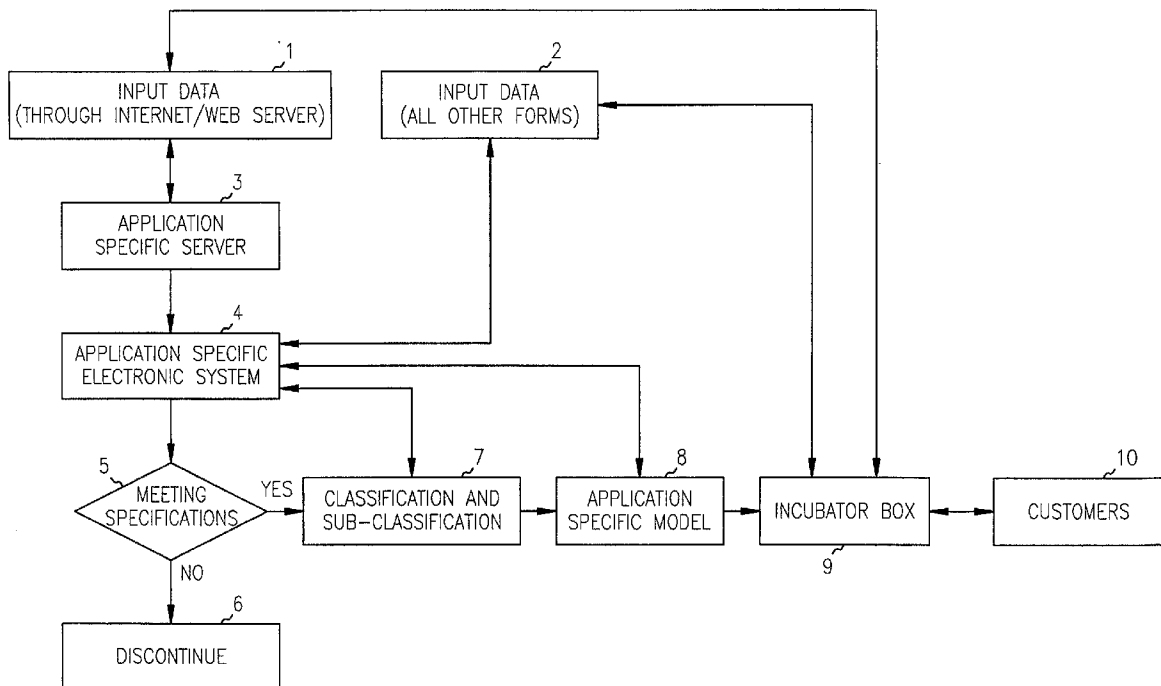 1
INPUT DATA
(THROUGH INTERNET/WEB SERVER)
2
INPUT DATA
(ALL OTHER FORMS)
3
APPLICATION
SPECIFIC SERVER
4
APPLICATION SPECIFIC
ELECTRONIC SYSTEM
5
MEETING
SPECIFICATIONS
YES
NO
7
CLASSIFICATION AND
SUB-CLASSIFICATION
8
APPLICATION
SPECIFIC MODEL
INCUBATOR BOX
9
10
CUSTOMERS
6
DISCONTINUE